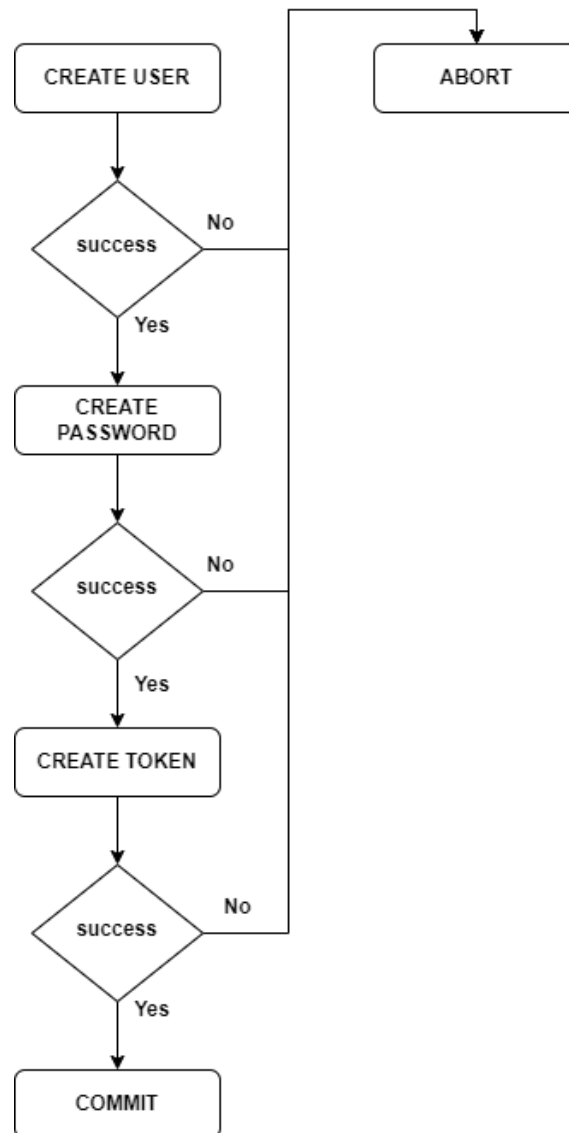 CREATE USER
ABORT
success
No
Yes
CREATE
PASSWORD
success
No
Yes
CREATE TOKEN
success
No
Yes
COMMIT